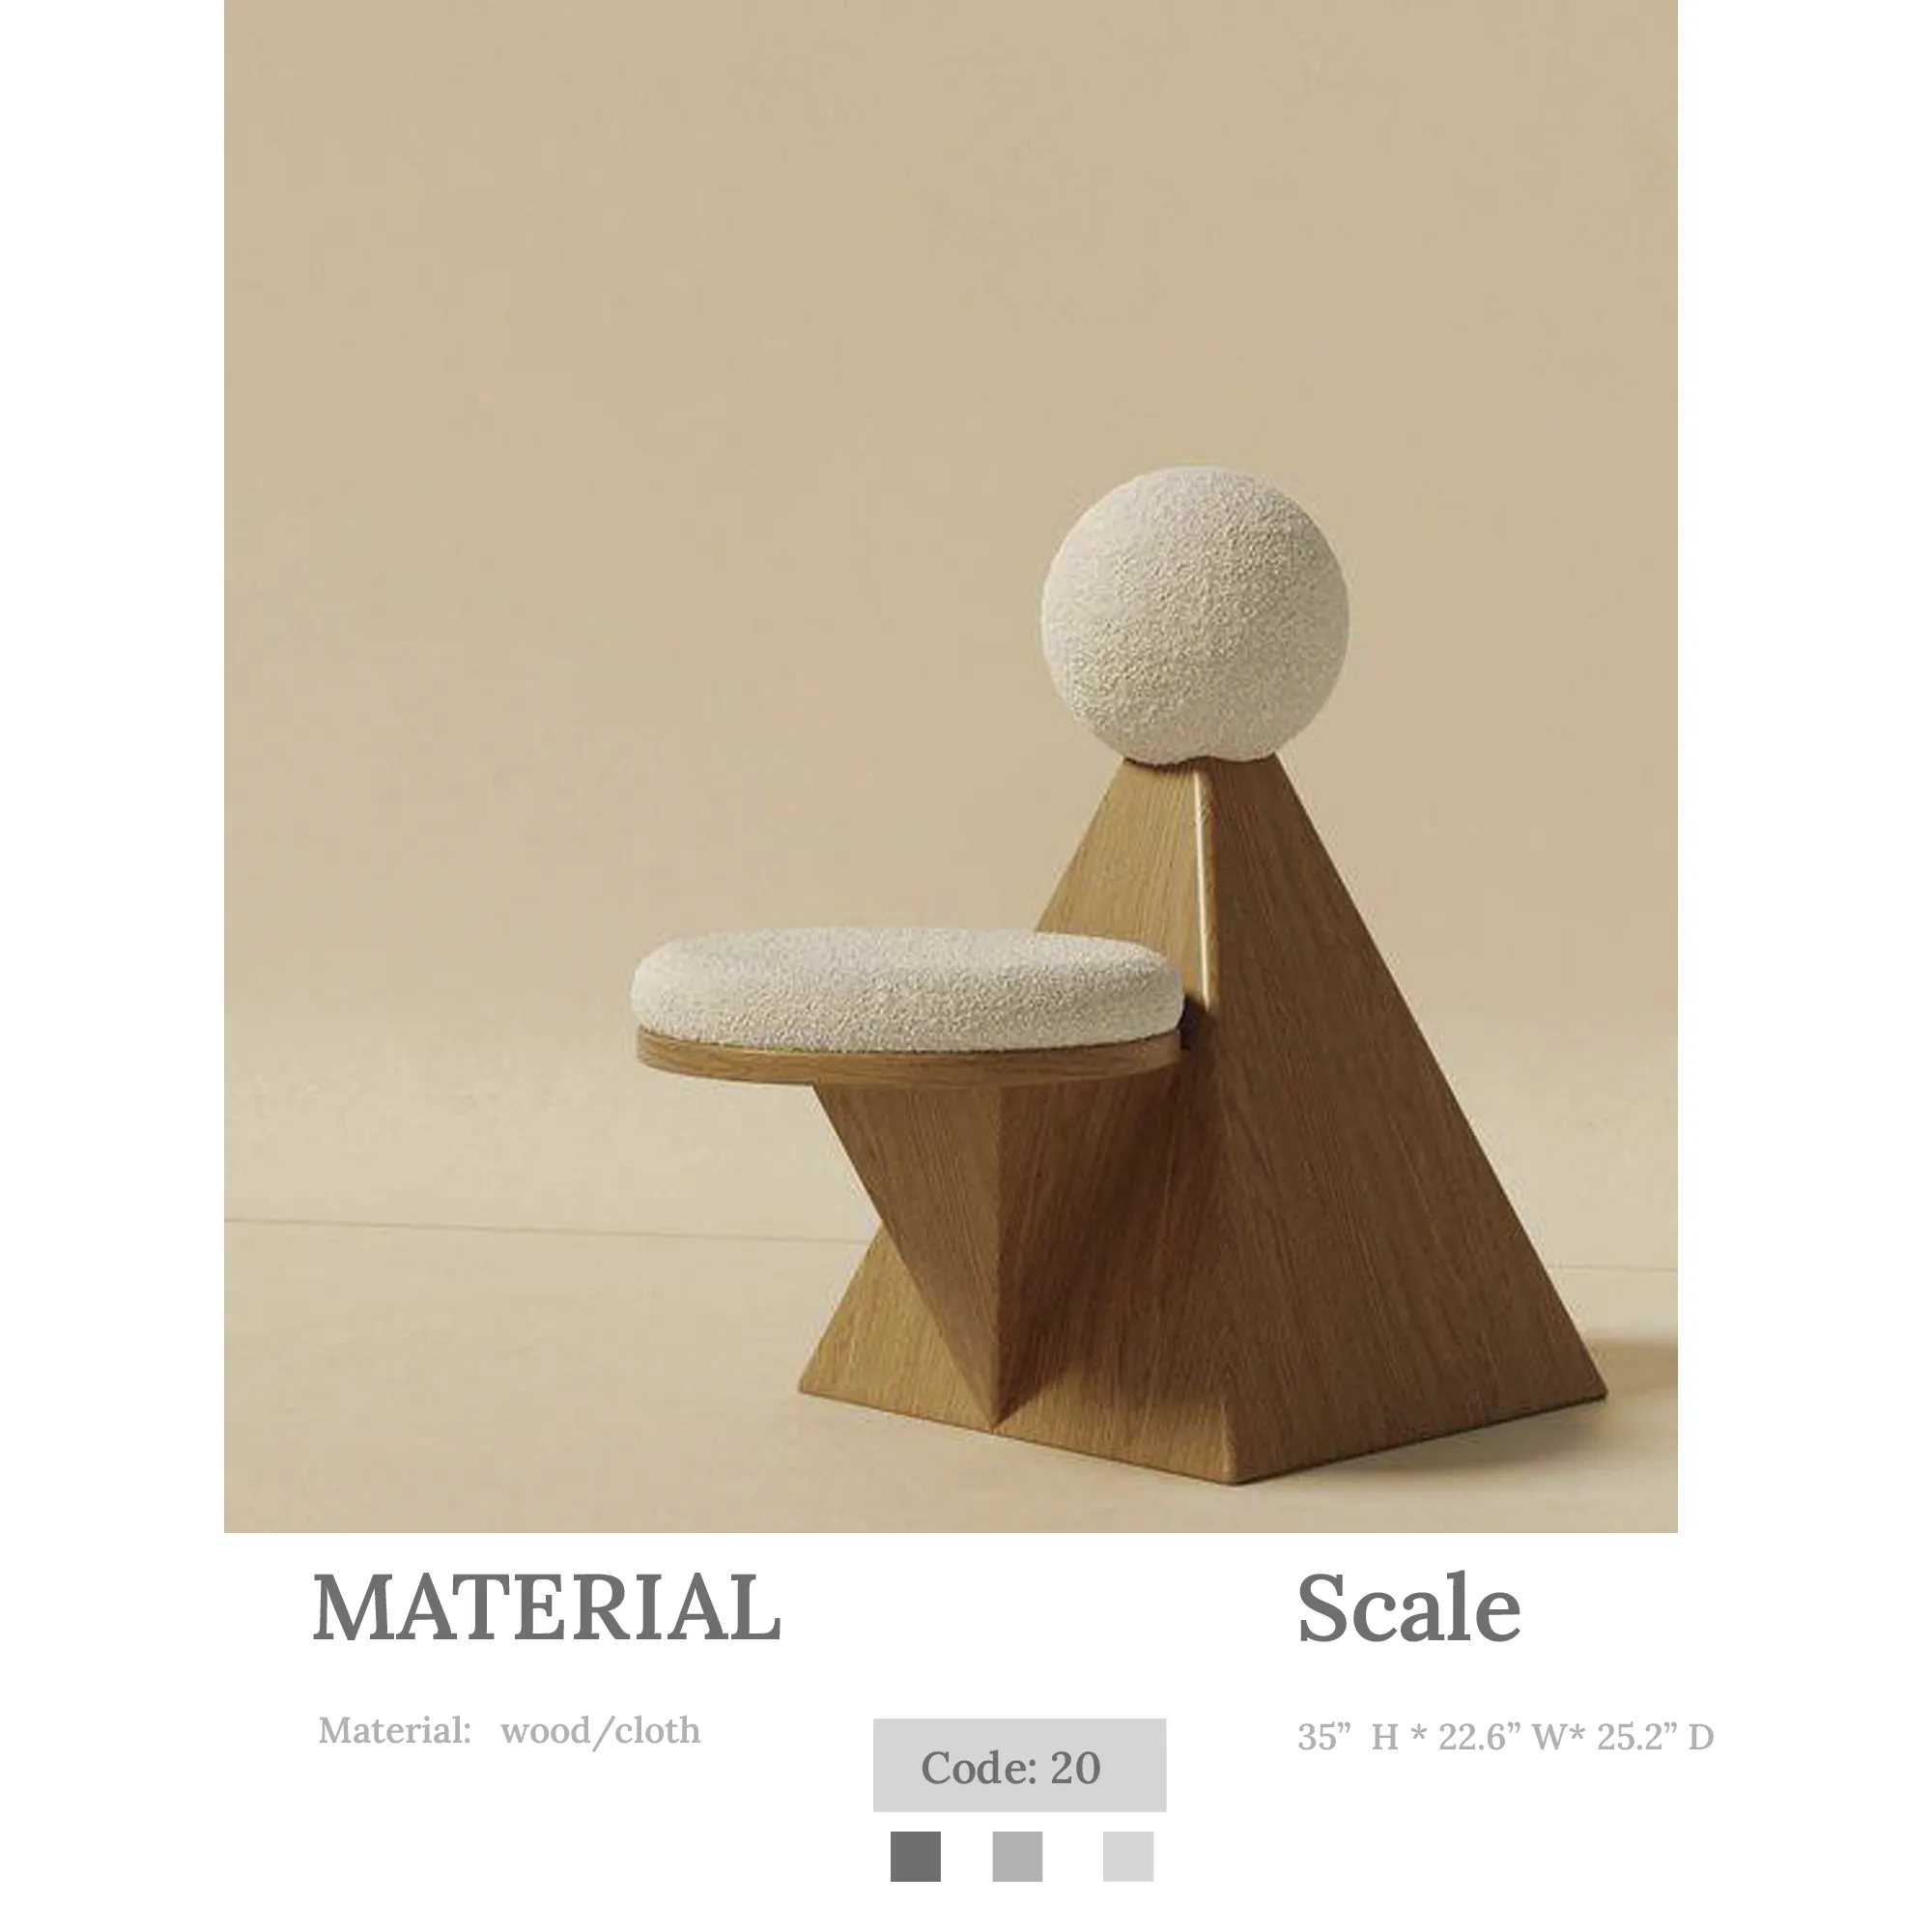 MATERIAL
Scale
Material: wood/cloth
35” H * 22.6” W* 25.2” D
Code: 20